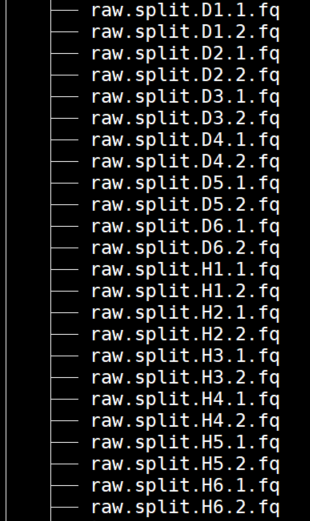 raw.split.D1.1.fq
raw.split.D1.2.fq
raw.split.D2.1.fq
raw.split.D2.2.fq
raw.split.D3.1.fq
raw.split.D3.2.fq
raw.split.D4.1.fq
raw.split.D4.2.fq
raw.split.D5.1.fq
raw.split.D5.2.fq
raw.split.D6.1.fq
raw.split.D6.2.fq
raw.split.H1.1.fq
raw.split.H1.2.fq
raw.split.H2.1.fq
raw.split.H2.2.fq
raw.split.H3.1.fq
raw.split.H3.2.fq
raw.split.H4.1.fq
raw.split.H4.2.fq
raw.split.H5.1.fq
raw.split.H5.2.fq
raw.split.H6.1.fq
raw.split.H6.2.fq